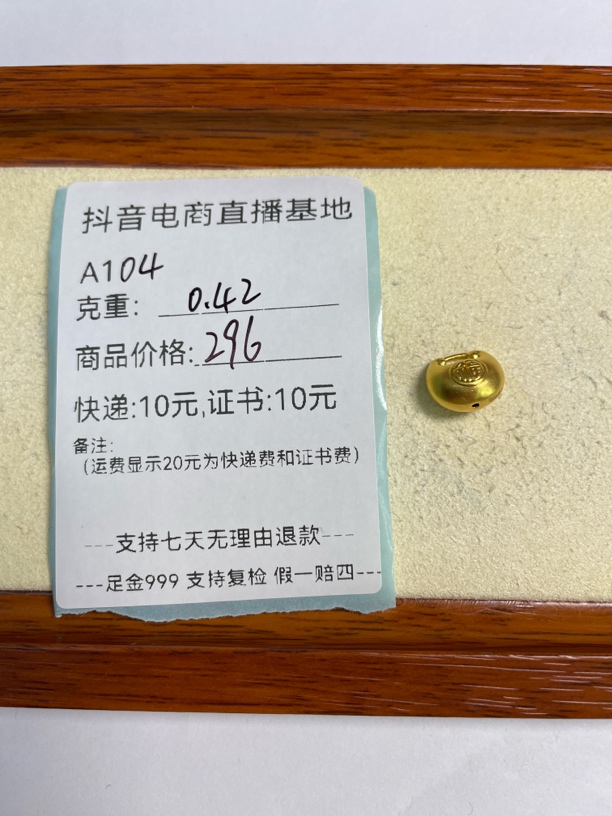 抖音电商直播基地
A104
克重: 0.42
商品价格: 296
快递:10元,证书:10元
备注:
(运费显示20元为快递费和证书费)
---支持七天无理由退款---
---足金999 支持复检 假一赔四---